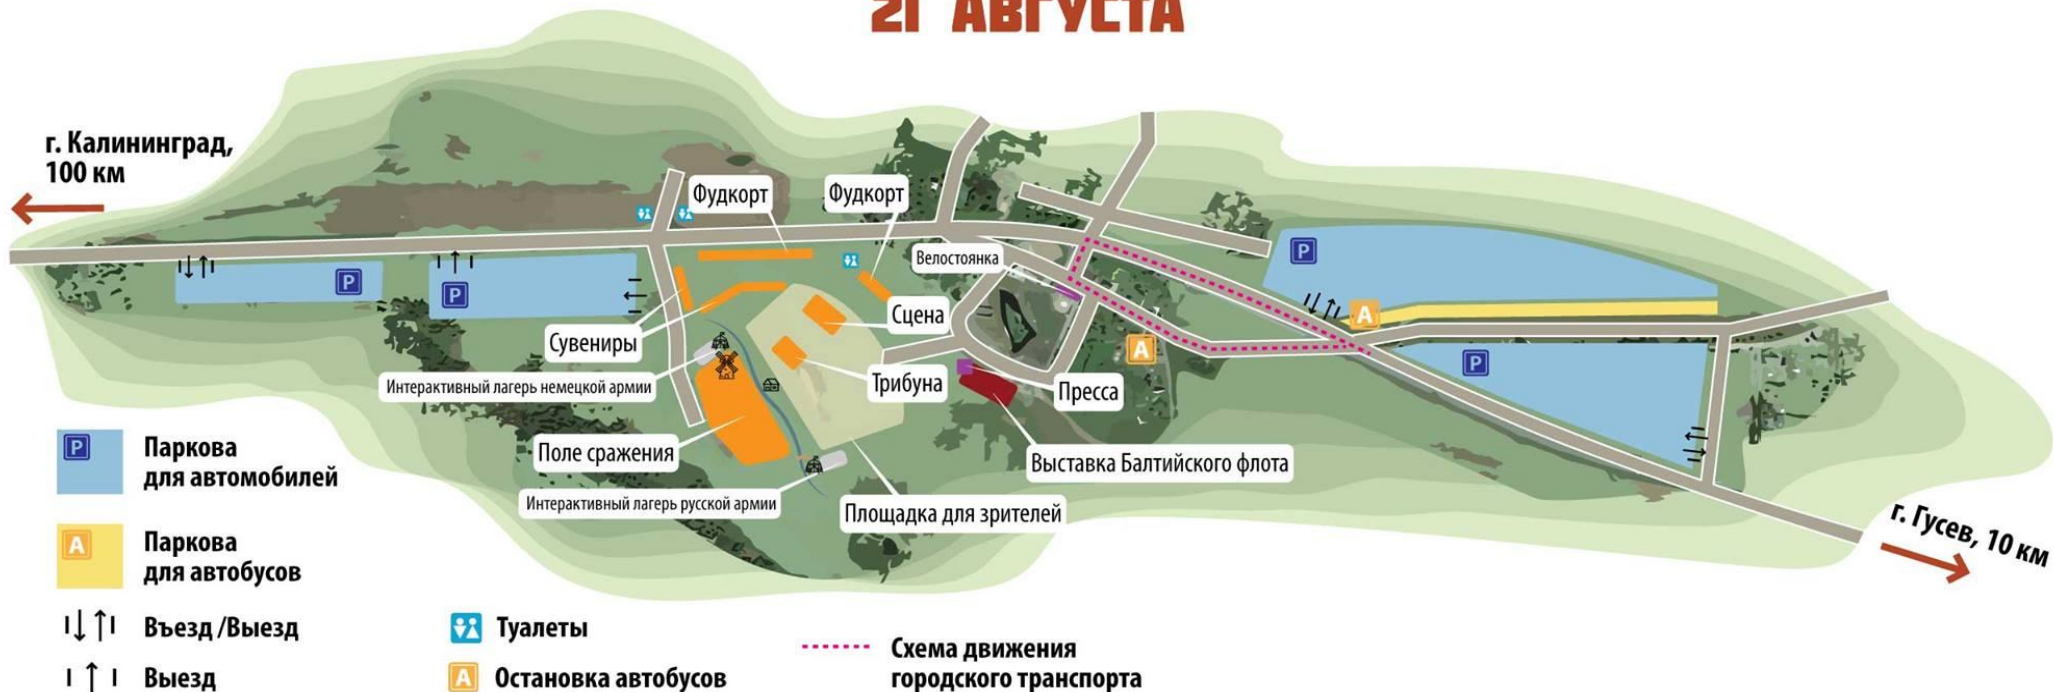 21 АВГУСТА
г. Калининград,
100 км
Фудкорт
Фудкорт
P
Велостоянка
P
P
A
Сцена
Сувениры
A
P
Интерактивный лагерь немецкой армии
Трибуна
Пресса
P
Паркова
для автомобилей
Поле сражения
Выставка Балтийского флота
Интерактивный лагерь русской армии
Площадка для зрителей
г. Гусев, 10 км
A
Паркова
для автобусов
Въезд /Выезд
Туалеты
Схема движения
городского транспорта
Выезд
A
Остановка автобусов